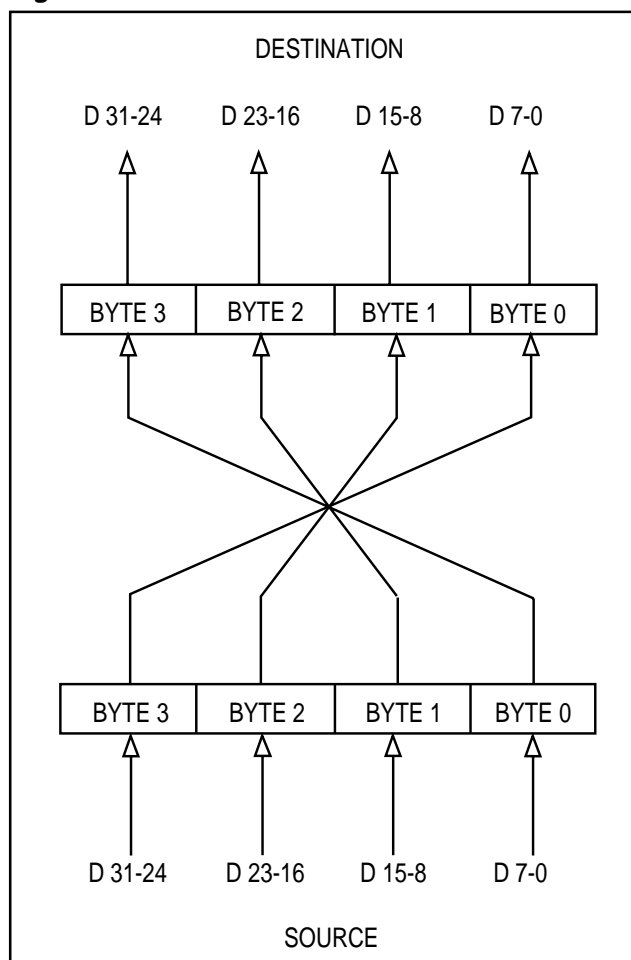 DESTINATION
D 31-24 D 23-16 D 15-8 D 7-0
BYTE 3 BYTE 2 BYTE 1 BYTE 0
BYTE 3 BYTE 2 BYTE 1 BYTE 0
D 31-24 D 23-16 D 15-8 D 7-0
SOURCE